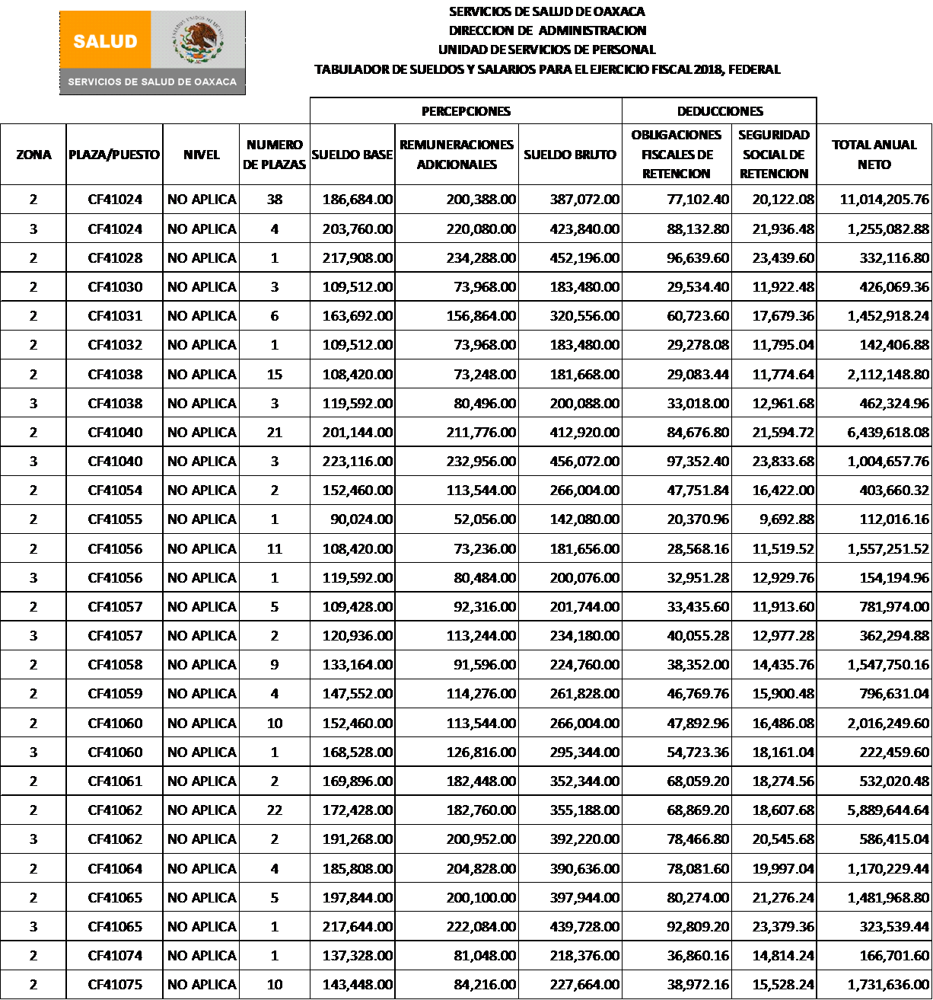 SALUD
SERVICIOS DE SALUD DE OAXACA
SERVICIOS DE SALUD DE OAXACA
DIRECCION DE ADMINISTRACION
UNIDAD DE SERVICIOS DE PERSONAL
TABULADOR DE SUELDOS Y SALARIOS PARA EL EJERCICIO FISCAL 2018, FEDERAL
PERCEPCIONES DEDUCCIONES
ZONA PLAZA/PUESTO NIVEL NUMERO DE PLAZAS SUELDO BASE REMUNERACIONES ADICIONALES SUELDO BRUTO OBLIGACIONES FISCALES DE RETENCION SEGURIDAD SOCIAL DE RETENCION TOTAL ANUAL NETO
2 CF41024 NO APLICA 38 186,684.00 200,388.00 387,072.00 77,102.40 20,122.08 11,014,205.76
3 CF41024 NO APLICA 4 203,760.00 220,080.00 423,840.00 88,132.80 21,936.48 1,255,082.88
2 CF41028 NO APLICA 1 217,908.00 234,288.00 452,196.00 96,639.60 23,439.60 332,116.80
2 CF41030 NO APLICA 3 109,512.00 73,968.00 183,480.00 29,534.40 11,922.48 426,069.36
2 CF41031 NO APLICA 6 163,692.00 156,864.00 320,556.00 60,723.60 17,679.36 1,452,918.24
2 CF41032 NO APLICA 1 109,512.00 73,968.00 183,480.00 29,278.08 11,795.04 142,406.88
2 CF41038 NO APLICA 15 108,420.00 73,248.00 181,668.00 29,083.44 11,774.64 2,112,148.80
3 CF41038 NO APLICA 3 119,592.00 80,496.00 200,088.00 33,018.00 12,961.68 462,324.96
2 CF41040 NO APLICA 21 201,144.00 211,776.00 412,920.00 84,676.80 21,594.72 6,439,618.08
3 CF41040 NO APLICA 3 223,116.00 232,956.00 456,072.00 97,352.40 23,833.68 1,004,657.76
2 CF41054 NO APLICA 2 152,460.00 113,544.00 266,004.00 47,751.84 16,422.00 403,660.32
2 CF41055 NO APLICA 1 90,024.00 52,056.00 142,080.00 20,370.96 9,692.88 112,016.16
2 CF41056 NO APLICA 11 108,420.00 73,236.00 181,656.00 28,568.16 11,519.52 1,557,251.52
3 CF41056 NO APLICA 1 119,592.00 80,484.00 200,076.00 32,951.28 12,929.76 154,194.96
2 CF41057 NO APLICA 5 109,428.00 92,316.00 201,744.00 33,435.60 11,913.60 781,974.00
3 CF41057 NO APLICA 2 120,936.00 113,244.00 234,180.00 40,055.28 12,977.28 362,294.88
2 CF41058 NO APLICA 9 133,164.00 91,596.00 224,760.00 38,352.00 14,435.76 1,547,750.16
2 CF41059 NO APLICA 4 147,552.00 114,276.00 261,828.00 46,769.76 15,900.48 796,631.04
2 CF41060 NO APLICA 10 152,460.00 113,544.00 266,004.00 47,892.96 16,486.08 2,016,249.60
3 CF41060 NO APLICA 1 168,528.00 126,816.00 295,344.00 54,723.36 18,161.04 222,459.60
2 CF41061 NO APLICA 2 169,896.00 182,448.00 352,344.00 68,059.20 18,274.56 532,020.48
2 CF41062 NO APLICA 22 172,428.00 182,760.00 355,188.00 68,869.20 18,607.68 5,889,644.64
3 CF41062 NO APLICA 2 191,268.00 200,952.00 392,220.00 78,466.80 20,545.68 586,415.04
2 CF41064 NO APLICA 4 185,808.00 204,828.00 390,636.00 78,081.60 19,997.04 1,170,229.44
2 CF41065 NO APLICA 5 197,844.00 200,100.00 397,944.00 80,274.00 21,276.24 1,481,968.80
3 CF41065 NO APLICA 1 217,644.00 222,084.00 439,728.00 92,809.20 23,379.36 323,539.44
2 CF41074 NO APLICA 1 137,328.00 81,048.00 218,376.00 36,860.16 14,814.24 166,701.60
2 CF41075 NO APLICA 10 143,448.00 84,216.00 227,664.00 38,972.16 15,528.24 1,731,636.00